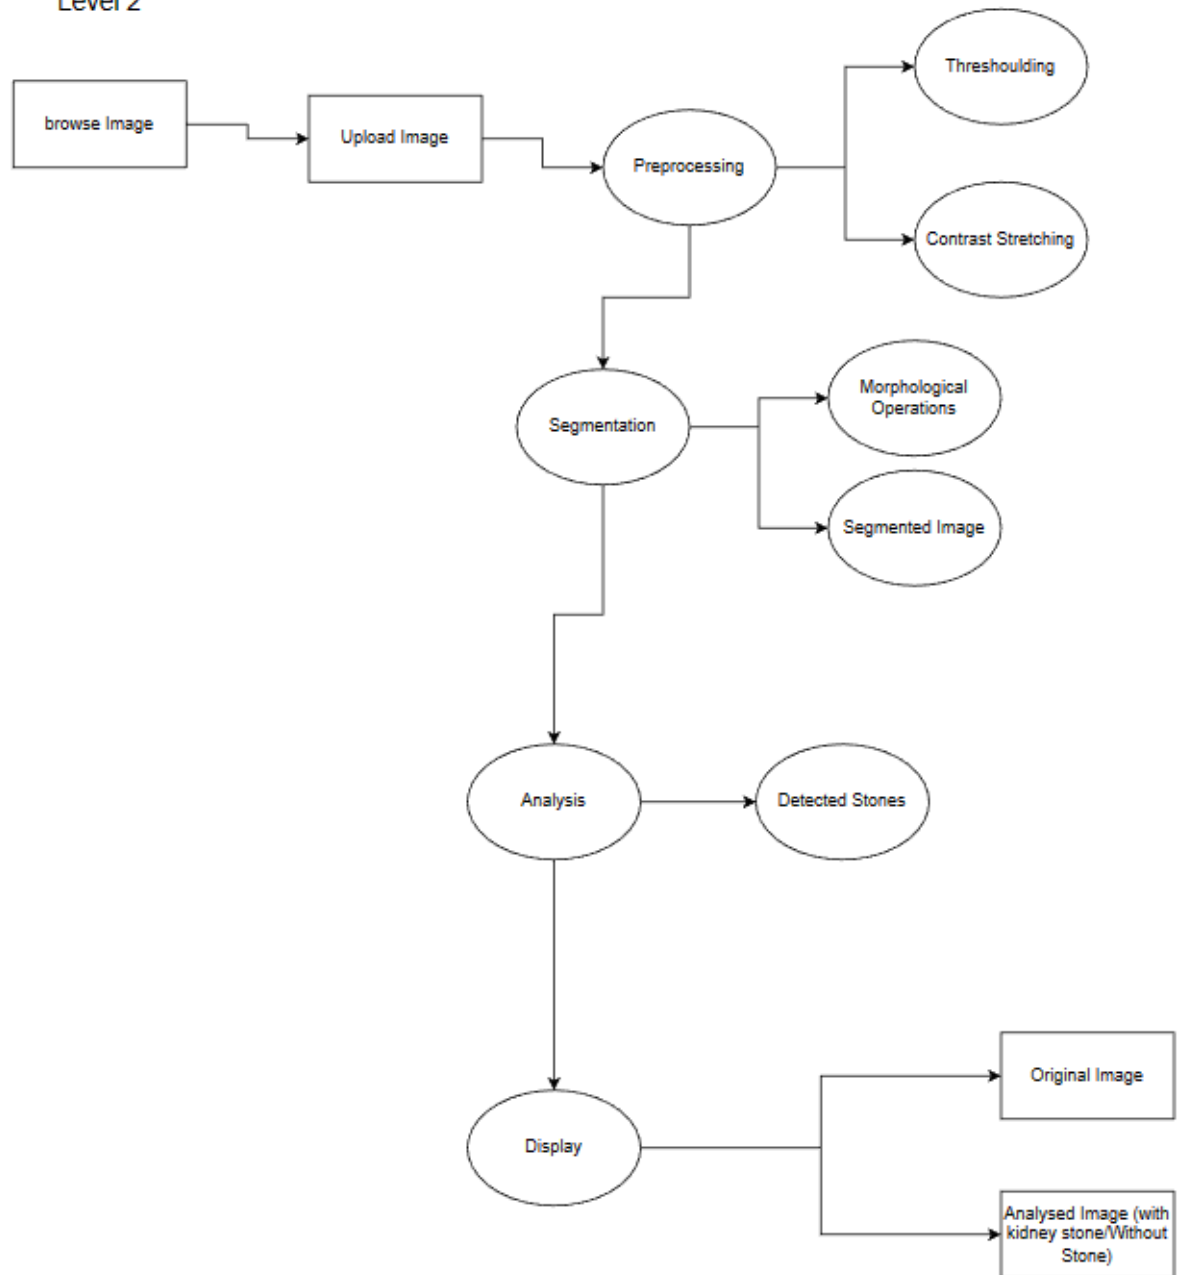 Level 2
Threshoulding
browse Image
Upload Image
Preprocessing
Contrast Stretching
Morphological
Operations
Segmentation
Segmented Image
Analysis
Detected Stones
Original Image
Display
Analysed Image (with
kidney stone/Without
Stone)